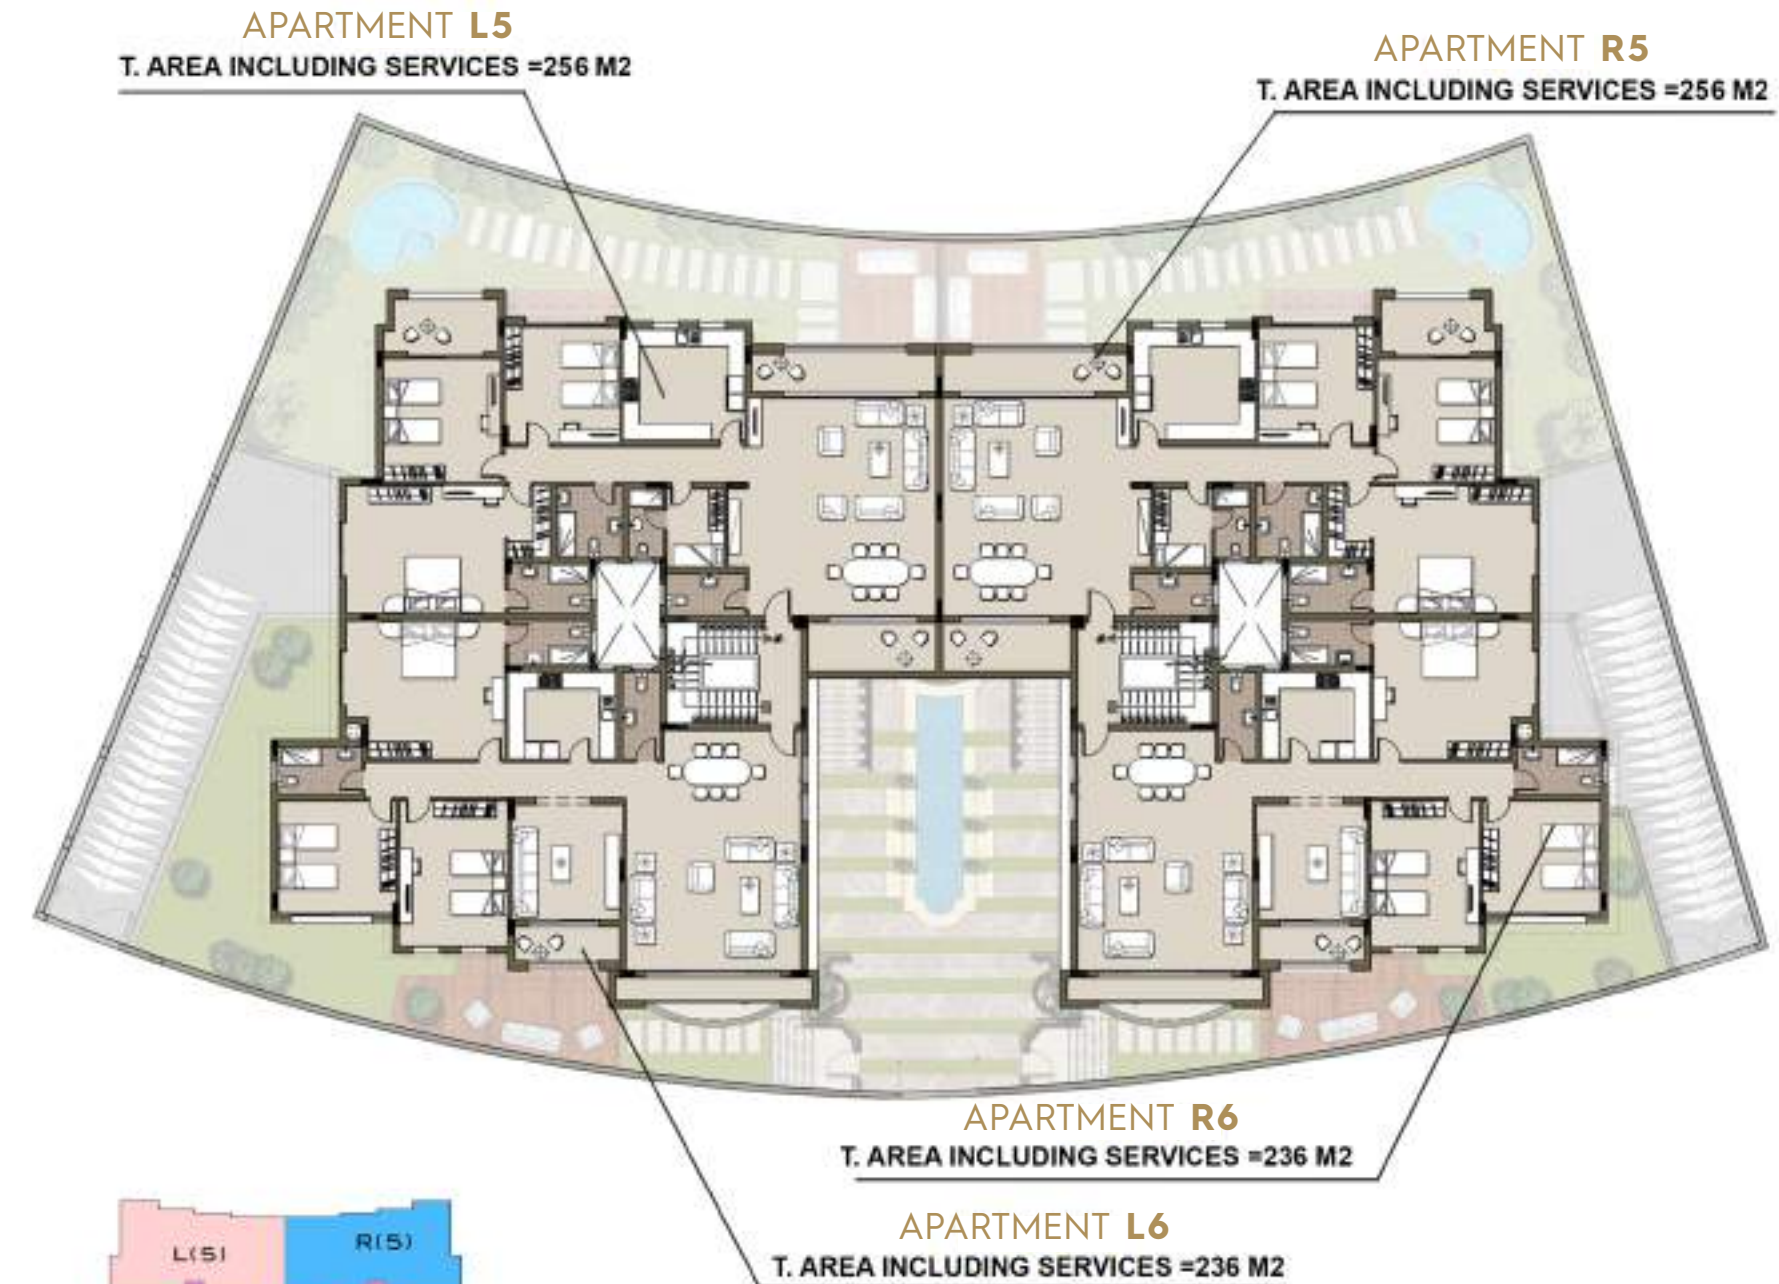 APARTMENT L5
T. AREA INCLUDING SERVICES =256 M2
APARTMENT R5
T. AREA INCLUDING SERVICES =256 M2
APARTMENT R6
T. AREA INCLUDING SERVICES =236 M2
APARTMENT L6
T. AREA INCLUDING SERVICES =236 M2
L(5)
R(5)